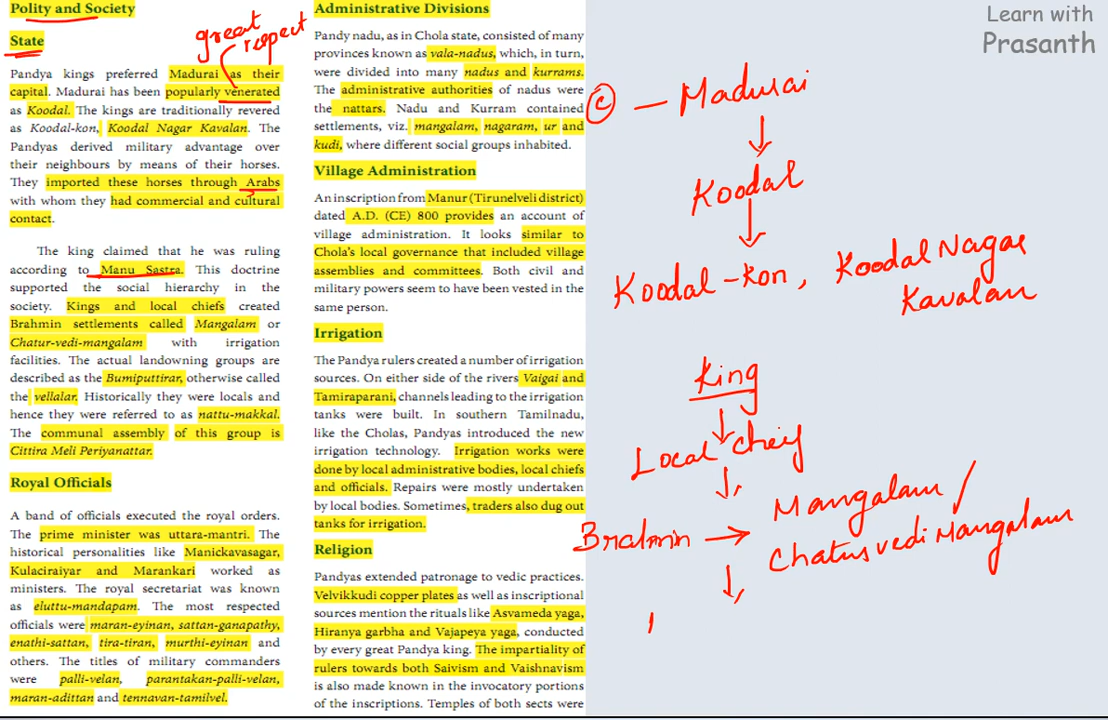 Polity and Society
State
great
respect
Pandya kings preferred Madurai as their
capital. Madurai has been popularly venerated
as Koodal. The kings are traditionally revered
as Koodal-kon, Koodal Nagar Kavalan. The
Pandyas derived military advantage over
their neighbours by means of their horses.
They imported these horses through Arabs
with whom they had commercial and cultural
contact.
The king claimed that he was ruling
according to Manu Sastra. This doctrine
supported the social hierarchy in the
society. Kings and local chiefs created
Brahmin settlements called Mangalam or
Chatur-vedi-mangalam with irrigation
facilities. The actual landowning groups are
described as the Bumiputtirar, otherwise called
the vellalar. Historically they were locals and
hence they were referred to as nattu-makkal.
The communal assembly of this group is
Cittira Meli Periyanattar.
Royal Officials
A band of officials executed the royal orders.
The prime minister was uttara-mantri. The
historical personalities like Manickavasagar,
Kulaciraiyar and Marankari worked as
ministers. The royal secretariat was known
as eluttu-mandapam. The most respected
officials were maran-eyinan, sattan-ganapathy,
enathi-sattan, tira-tiran, murthi-eyinan and
others. The titles of military commanders
were palli-velan, parantakan-palli-velan,
maran-adittan and tennavan-tamilvel.
Administrative Divisions
Pandy nadu, as in Chola state, consisted of many
provinces known as vala-nadus, which, in turn,
were divided into many nadus and kurrams.
The administrative authorities of nadus were
the nattars. Nadu and Kurram contained
settlements, viz. mangalam, nagaram, ur and
kudi, where different social groups inhabited.
Village Administration
An inscription from Manur (Tirunelveli district)
dated A.D. (CE) 800 provides an account of
village administration. It looks similar to
Chola's local governance that included village
assemblies and committees. Both civil and
military powers seem to have been vested in the
same person.
Irrigation
The Pandya rulers created a number of irrigation
sources. On either side of the rivers Vaigai and
Tamiraparani, channels leading to the irrigation
tanks were built. In southern Tamilnadu,
like the Cholas, Pandyas introduced the new
irrigation technology. Irrigation works were
done by local administrative bodies, local chiefs
and officials. Repairs were mostly undertaken
by local bodies. Sometimes, traders also dug out
tanks for irrigation.
Religion
Pandyas extended patronage to vedic practices.
Velvikkudi copper plates as well as inscriptional
sources mention the rituals like Asvameda yaga,
Hiranya garbha and Vajapeya yaga, conducted
by every great Pandya king. The impartiality of
rulers towards both Saivism and Vaishnavism
is also made known in the invocatory portions
of the inscriptions. Temples of both sects were
Learn with
Prasanth
© — Madurai
Koodal
Koodal-Kon, Koodal Nagar
Kavalan
King
Local Cheif
Bralmin → Mangalam /
Chatusvedi Mangalam